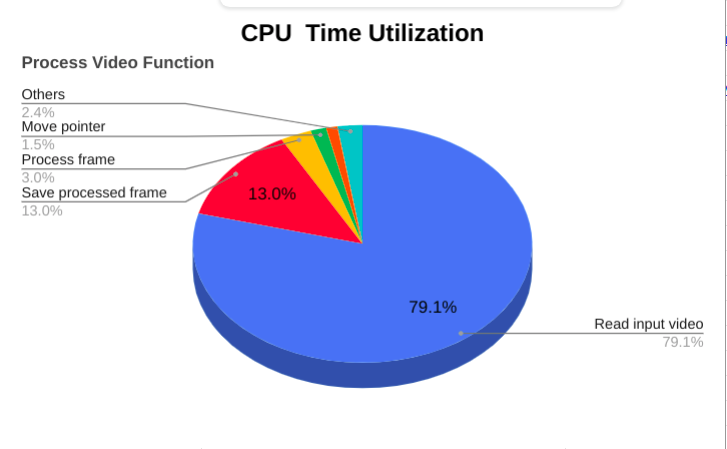 CPU  Time Utilization
Process Video Function
Others
2.4%
Move pointer
1.5%
Process frame
3.0%
Save processed frame
13.0%
13.0%
79.1%
Read input video
79.1%